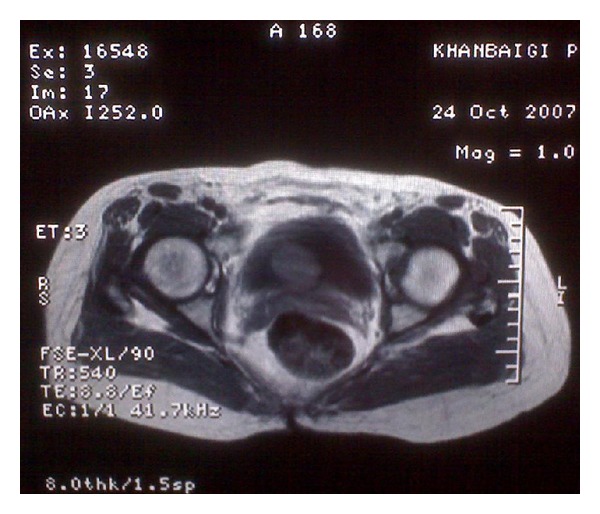 A 168
Ex: 16548
Se: 3
Im: 17
OAx I252.0
KHANBAIGI P
24 Oct 2007
Mag = 1.0
ET:3
R
S
L
I
FSE-XL/90
TR:540
TE:8.8/Ef
EC:1/1 41.7kHz
8.0thk/1.5sp